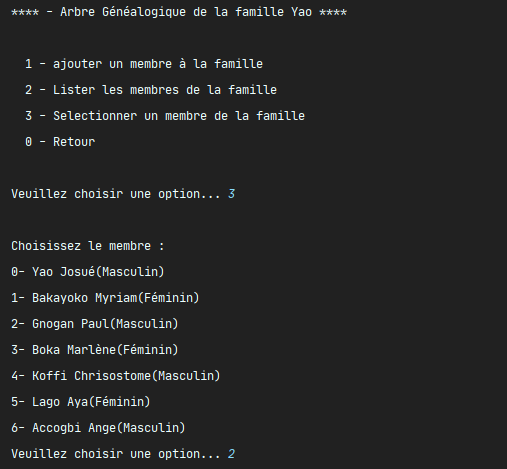 **** - Arbre Généalogique de la famille Yao ****
1 - ajouter un membre à la famille
2 - Lister les membres de la famille
3 - Selectionner un membre de la famille
0 - Retour
Veuillez choisir une option... 3
Choisissez le membre :
0- Yao Josué(Masculin)
1- Bakayoko Myriam(Féminin)
2- Gnogan Paul(Masculin)
3- Boka Marlène(Féminin)
4- Koffi Chrisostome(Masculin)
5- Lago Aya(Féminin)
6- Accogbi Ange(Masculin)
Veuillez choisir une option... 2